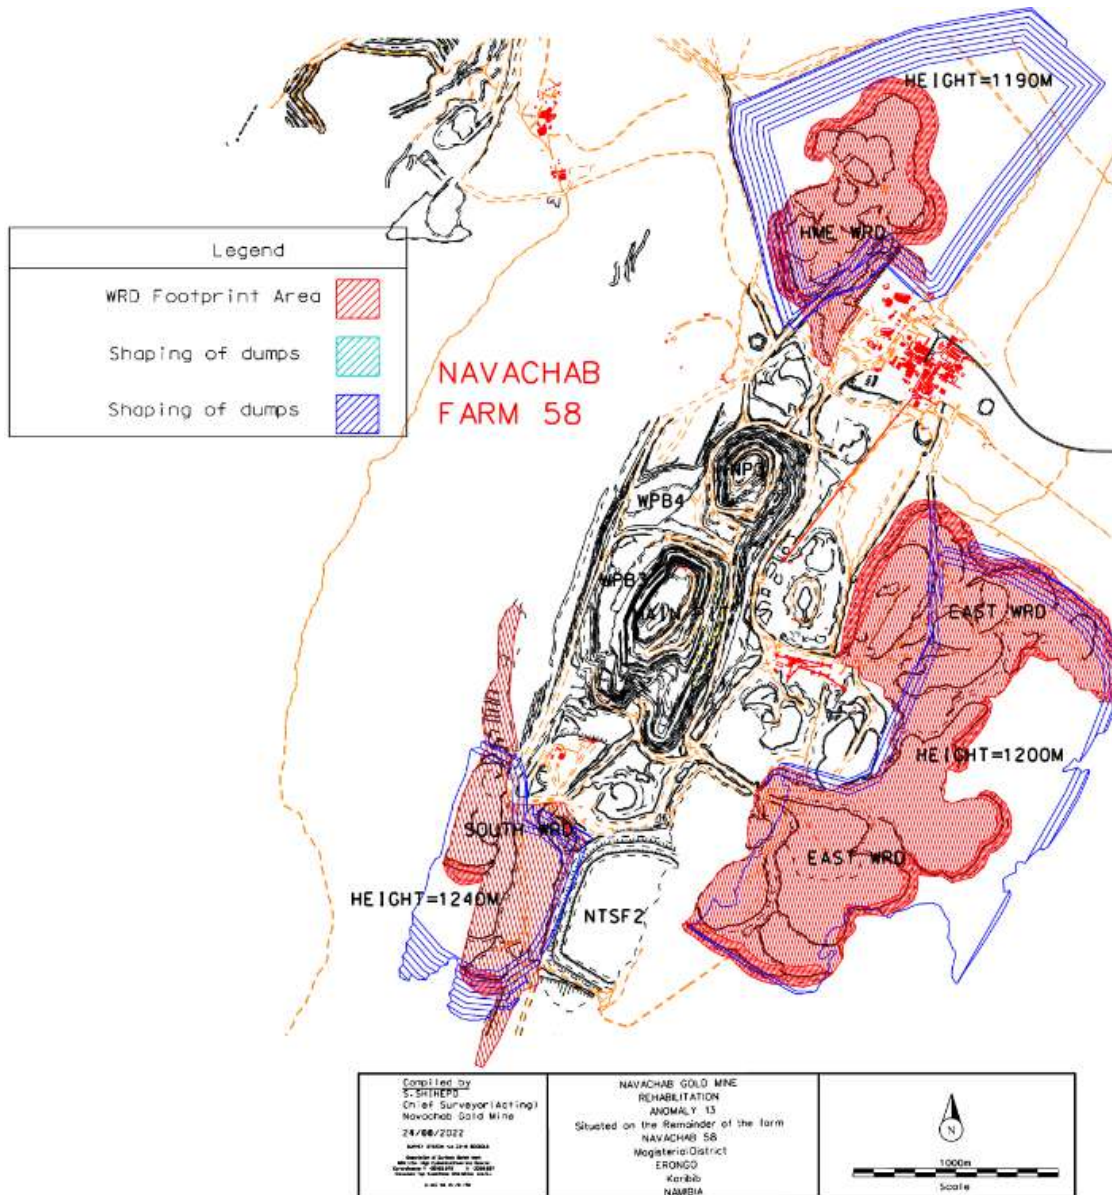 HEIGHT=1190M
HME WRD
Legend
WRD Footprint Area
Shaping of dumps
Shaping of dumps
NAVACHAB
FARM 58
WPB4
WPB3
EAST WRD
HEIGHT=1200M
SOUTH WRD
EAST WRD
HEIGHT=1240M
NTSF2
Compiled by
S.SHIHEPO
Chief Surveyor(Acting)
Navachab Gold Mine
24/08/2022
NAVACHAB GOLD MINE
REHABILITATION
ANOMALY 13
Situated on the Remainder of the farm
NAVACHAB 58
Magisterial District
ERONGO
Karibib
NAMIBIA
N
1000m
Scale